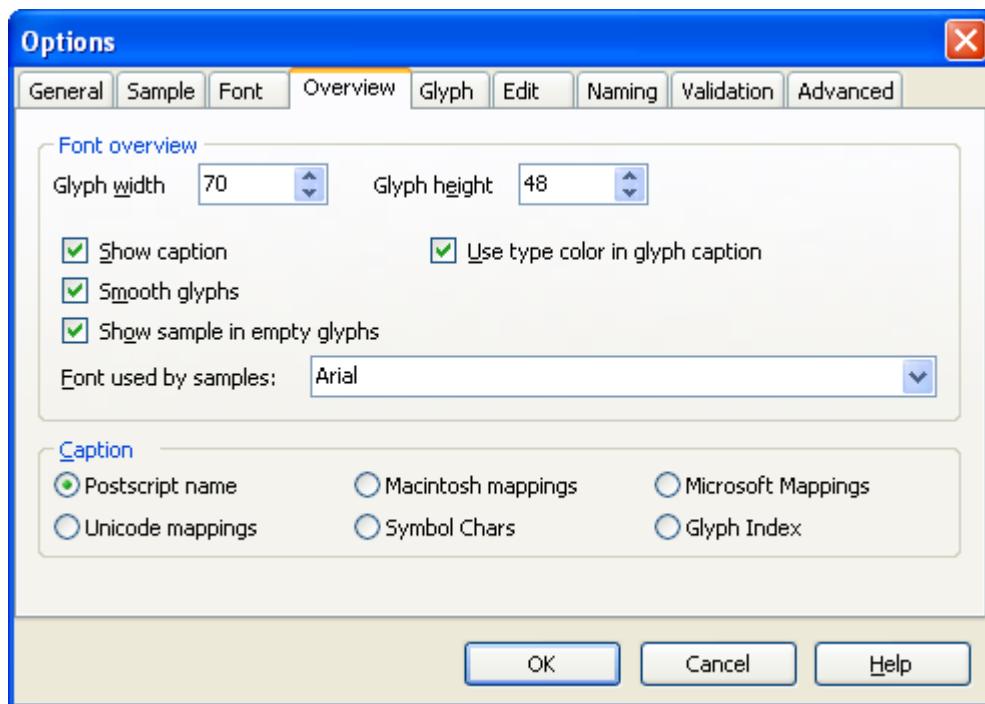 Options
General Sample Font Overview Glyph Edit Naming Validation Advanced
Font overview
Glyph width 70 Glyph height 48
Show caption Use type color in glyph caption
Smooth glyphs
Show sample in empty glyphs
Font used by samples: Arial
Caption
Postscript name Macintosh mappings Microsoft Mappings
Unicode mappings Symbol Chars Glyph Index
OK Cancel Help